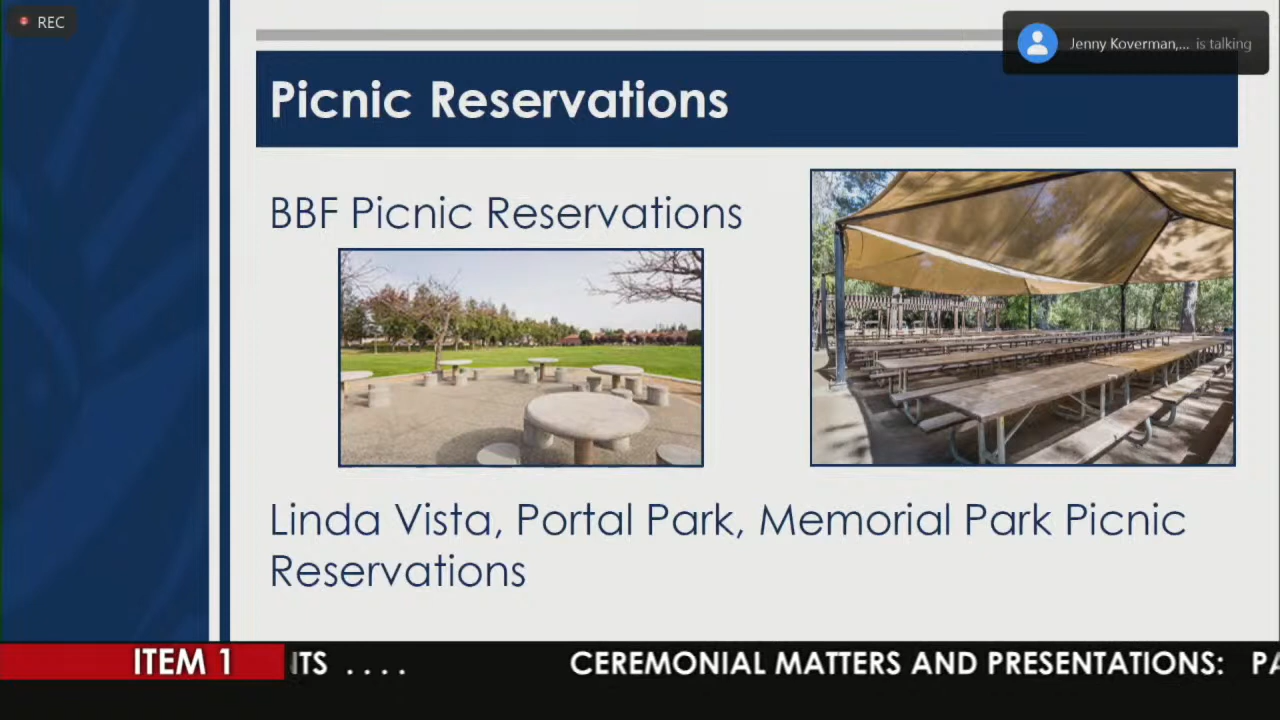 REC
Jenny Koverman,... is talking
Picnic Reservations
BBF Picnic Reservations
Linda Vista, Portal Park, Memorial Park Picnic
Reservations
ITEM 1
. . . . CEREMONIAL MATTERS AND PRESENTATIONS: